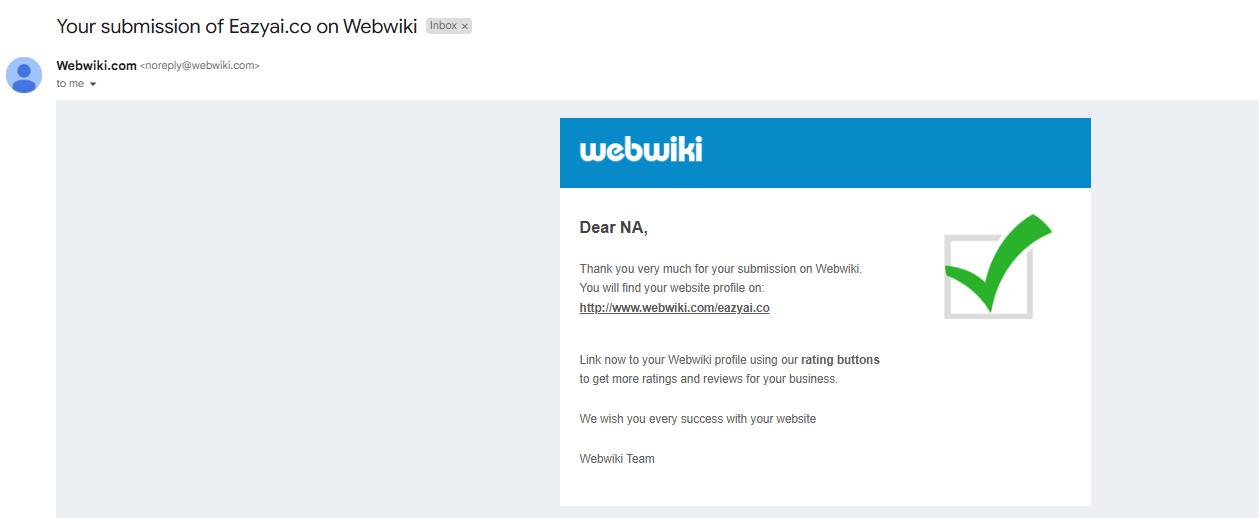 Your submission of Eazyai.co on Webwiki Inbox ×
Webwiki.com <noreply@webwiki.com>
to me
webwiki
Dear NA,
Thank you very much for your submission on Webwiki.
You will find your website profile on:
http://www.webwiki.com/eazyai.co
Link now to your Webwiki profile using our rating buttons
to get more ratings and reviews for your business.
We wish you every success with your website
Webwiki Team